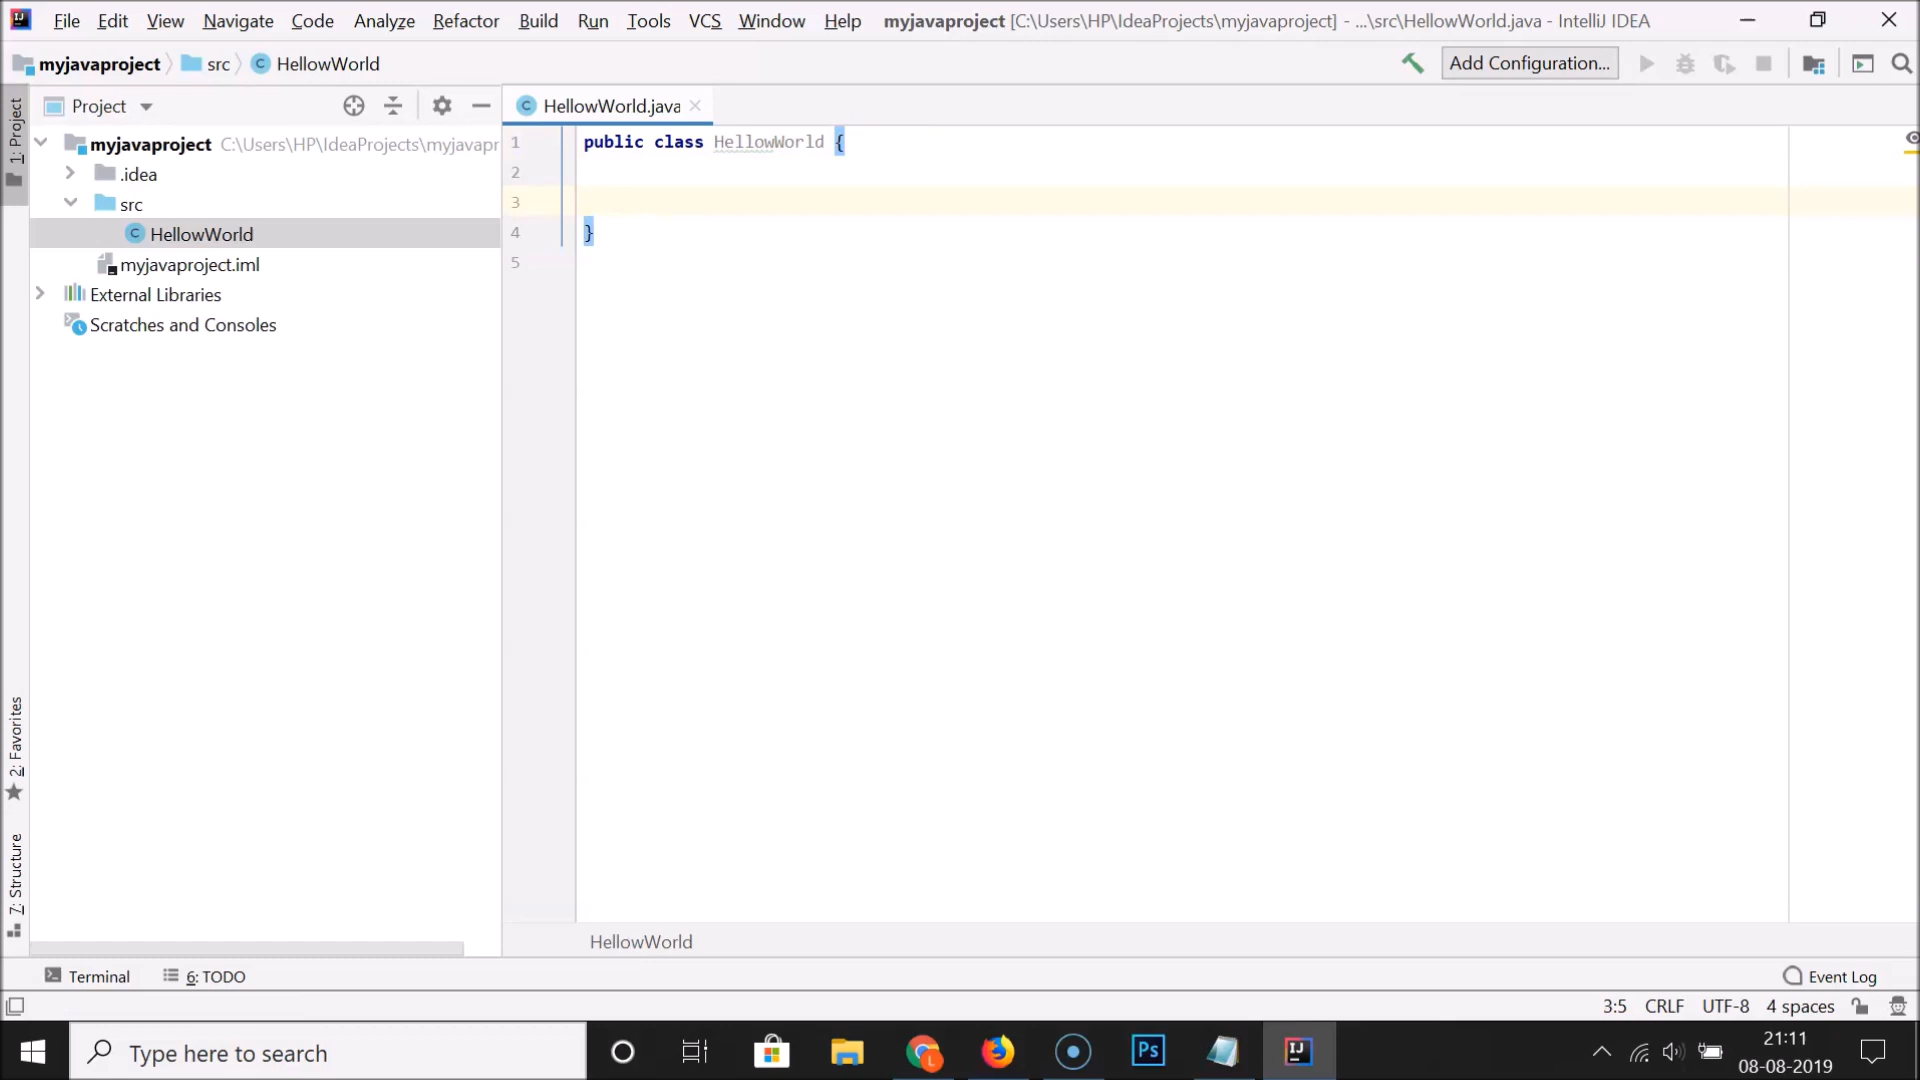 File Edit View Navigate Code Analyze Refactor Build Run Tools VCS Window Help myjavaproject [C:\Users\HP\IdeaProjects\myjavaproject] - ...\src\HellowWorld.java - IntelliJ IDEA
myjavaproject src HellowWorld Add Configuration...
1: Project
Project
HellowWorld.java
myjavaproject C:\Users\HP\IdeaProjects\myjavapr
.idea
src
HellowWorld
myjavaproject.iml
External Libraries
Scratches and Consoles
1 public class HellowWorld {
2
3
4 }
5
2: Favorites
7: Structure
HellowWorld
Terminal 6: TODO Event Log
3:5 CRLF UTF-8 4 spaces
Type here to search
Ps
IJ
21:11
08-08-2019